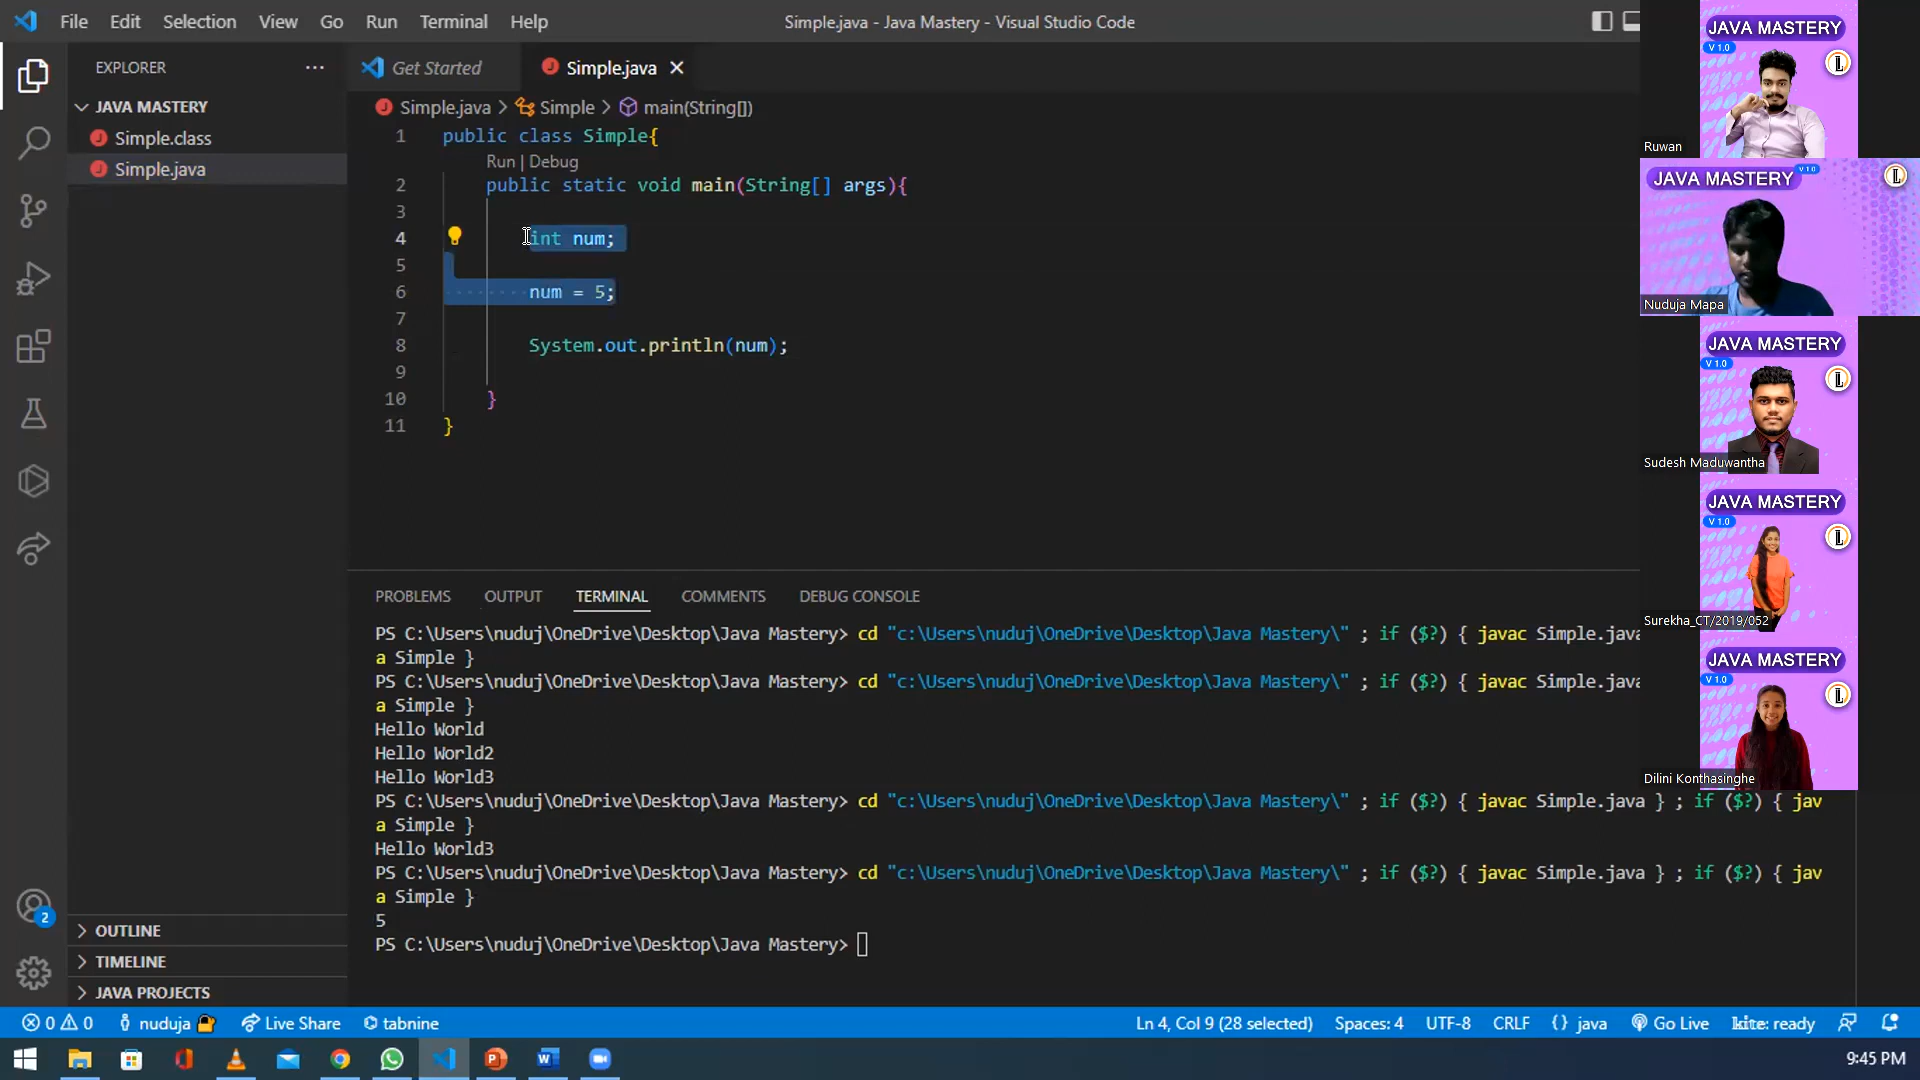 File Edit Selection View Go Run Terminal Help
Simple.java - Java Mastery - Visual Studio Code
EXPLORER
JAVA MASTERY
Simple.class
Simple.java
OUTLINE
TIMELINE
JAVA PROJECTS
Get Started
Simple.java
Simple.java > Simple > main(String[])
1 public class Simple{
Run | Debug
2 public static void main(String[] args){
3
4 int num;
5
6 num = 5;
7
8 System.out.println(num);
9
10 }
11 }
PROBLEMS OUTPUT TERMINAL COMMENTS DEBUG CONSOLE
PS C:\Users\nuduj\OneDrive\Desktop\Java Mastery> cd "c:\Users\nuduj\OneDrive\Desktop\Java Mastery\" ; if ($?) { javac Simple.java
a Simple }
PS C:\Users\nuduj\OneDrive\Desktop\Java Mastery> cd "c:\Users\nuduj\OneDrive\Desktop\Java Mastery\" ; if ($?) { javac Simple.java
a Simple }
Hello World
Hello World2
Hello World3
PS C:\Users\nuduj\OneDrive\Desktop\Java Mastery> cd "c:\Users\nuduj\OneDrive\Desktop\Java Mastery\" ; if ($?) { javac Simple.java } ; if ($?) { jav
a Simple }
Hello World3
PS C:\Users\nuduj\OneDrive\Desktop\Java Mastery> cd "c:\Users\nuduj\OneDrive\Desktop\Java Mastery\" ; if ($?) { javac Simple.java } ; if ($?) { jav
a Simple }
5
PS C:\Users\nuduj\OneDrive\Desktop\Java Mastery>
JAVA MASTERY
V 1.0
Ruwan
JAVA MASTERY
V 1.0
Nuduja Mapa
JAVA MASTERY
V 1.0
Sudesh Maduwantha
JAVA MASTERY
V 1.0
Surekha_CT/2019/052
JAVA MASTERY
V 1.0
Dilini Konthasinghe
2
0 0 nuduja Live Share tabnine
Ln 4, Col 9 (28 selected) Spaces: 4 UTF-8 CRLF {} java Go Live kite: ready
9:45 PM